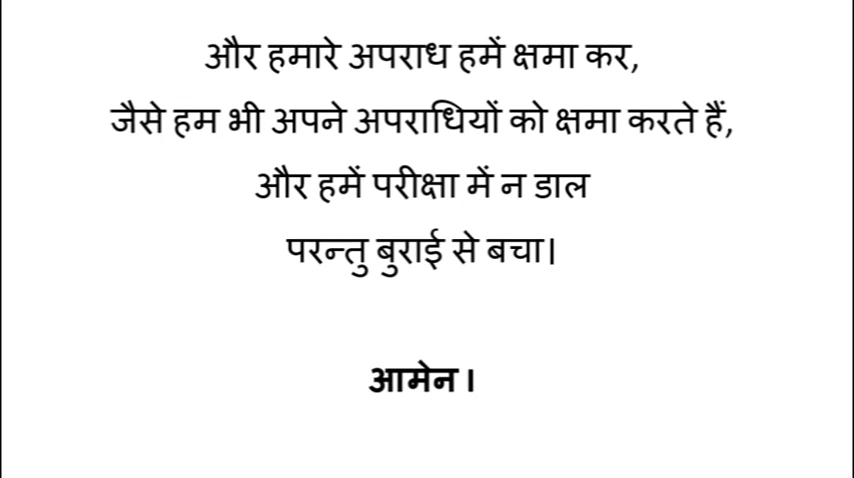 और हमारे अपराध हमें क्षमा कर,
जैसे हम भी अपने अपराधियों को क्षमा करते हैं,
और हमें परीक्षा में न डाल
परन्तु बुराई से बचा।
आमेन ।